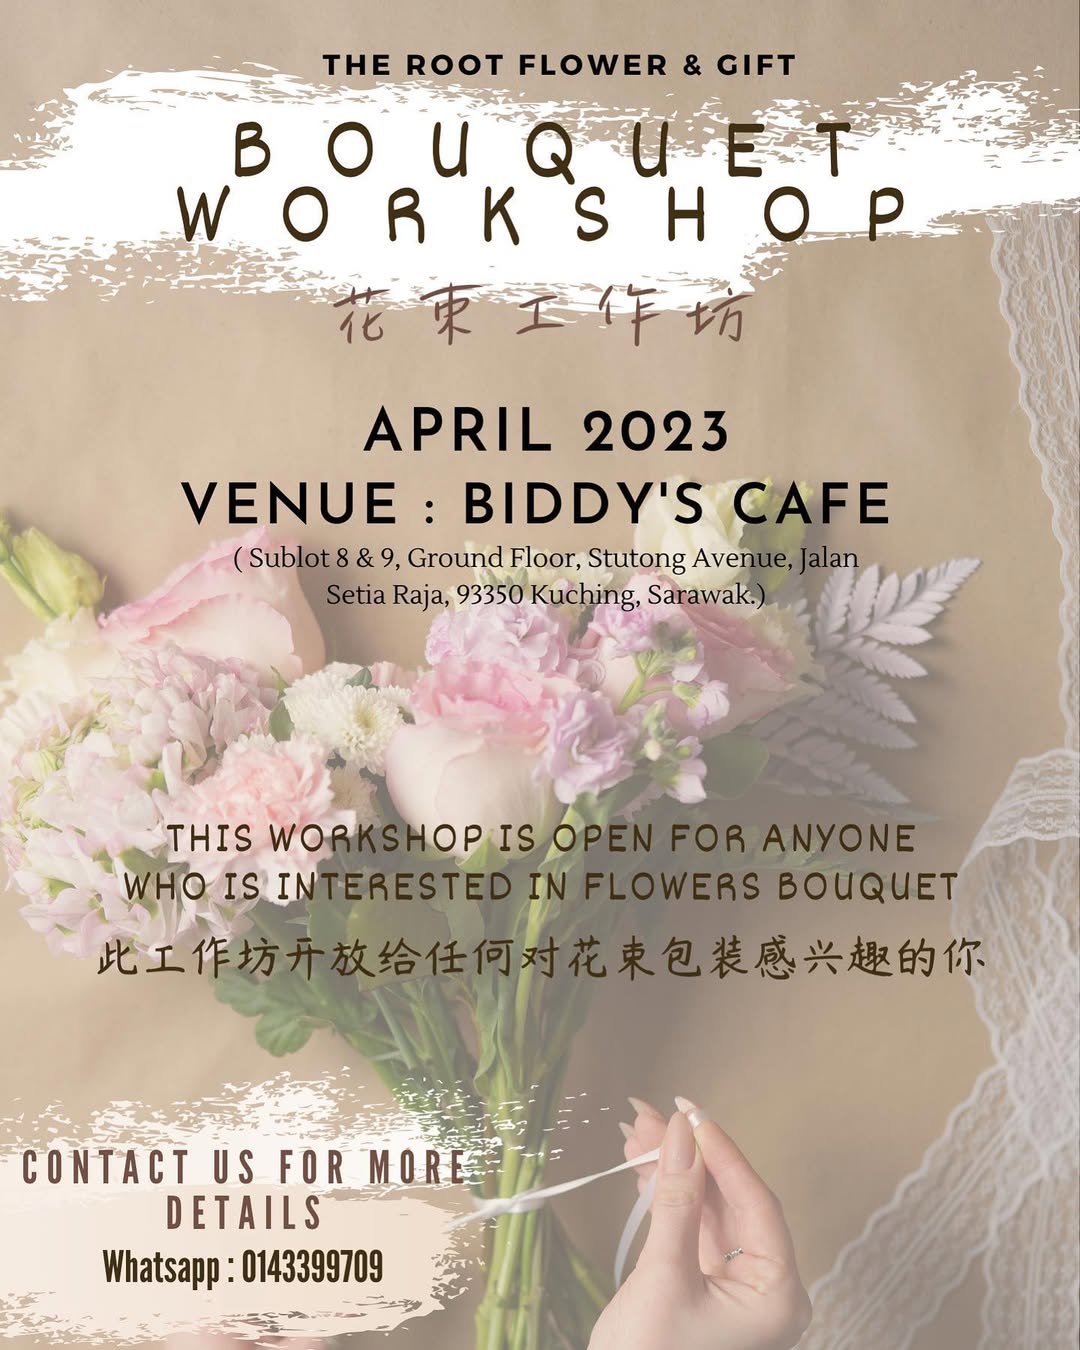 THE ROOT FLOWER & GIFT
BOUQUET
WORKSHOP
花束工作坊
APRIL 2023
VENUE : BIDDY'S CAFE
( Sublot 8 & 9, Ground Floor, Stutong Avenue, Jalan
Setia Raja, 93350 Kuching, Sarawak.)
THIS WORKSHOP IS OPEN FOR ANYONE
WHO IS INTERESTED IN FLOWERS BOUQUET
此工作坊开放给任何对花束包装感兴趣的你
CONTACT US FOR MORE
DETAILS
Whatsapp : 0143399709